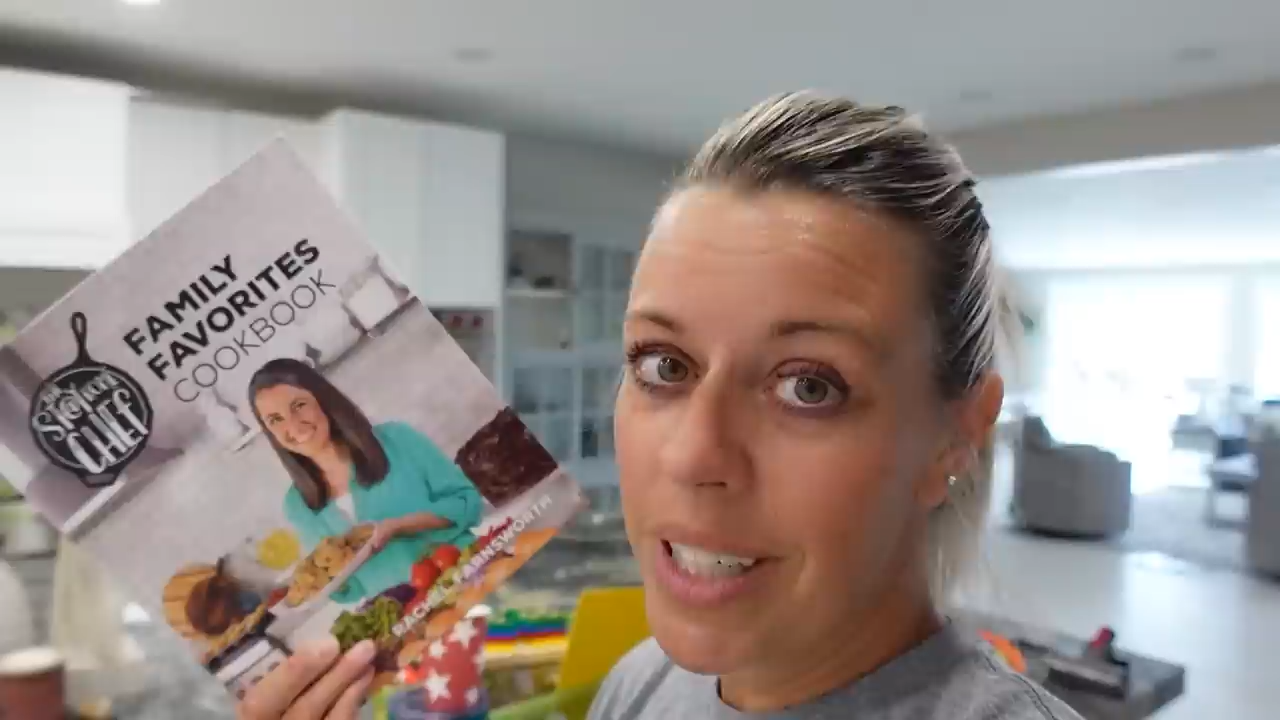 FAMILY
FAVORITES
COOKBOOK
the
Stay at home
CHEF
RACHEL FARNSWORTH